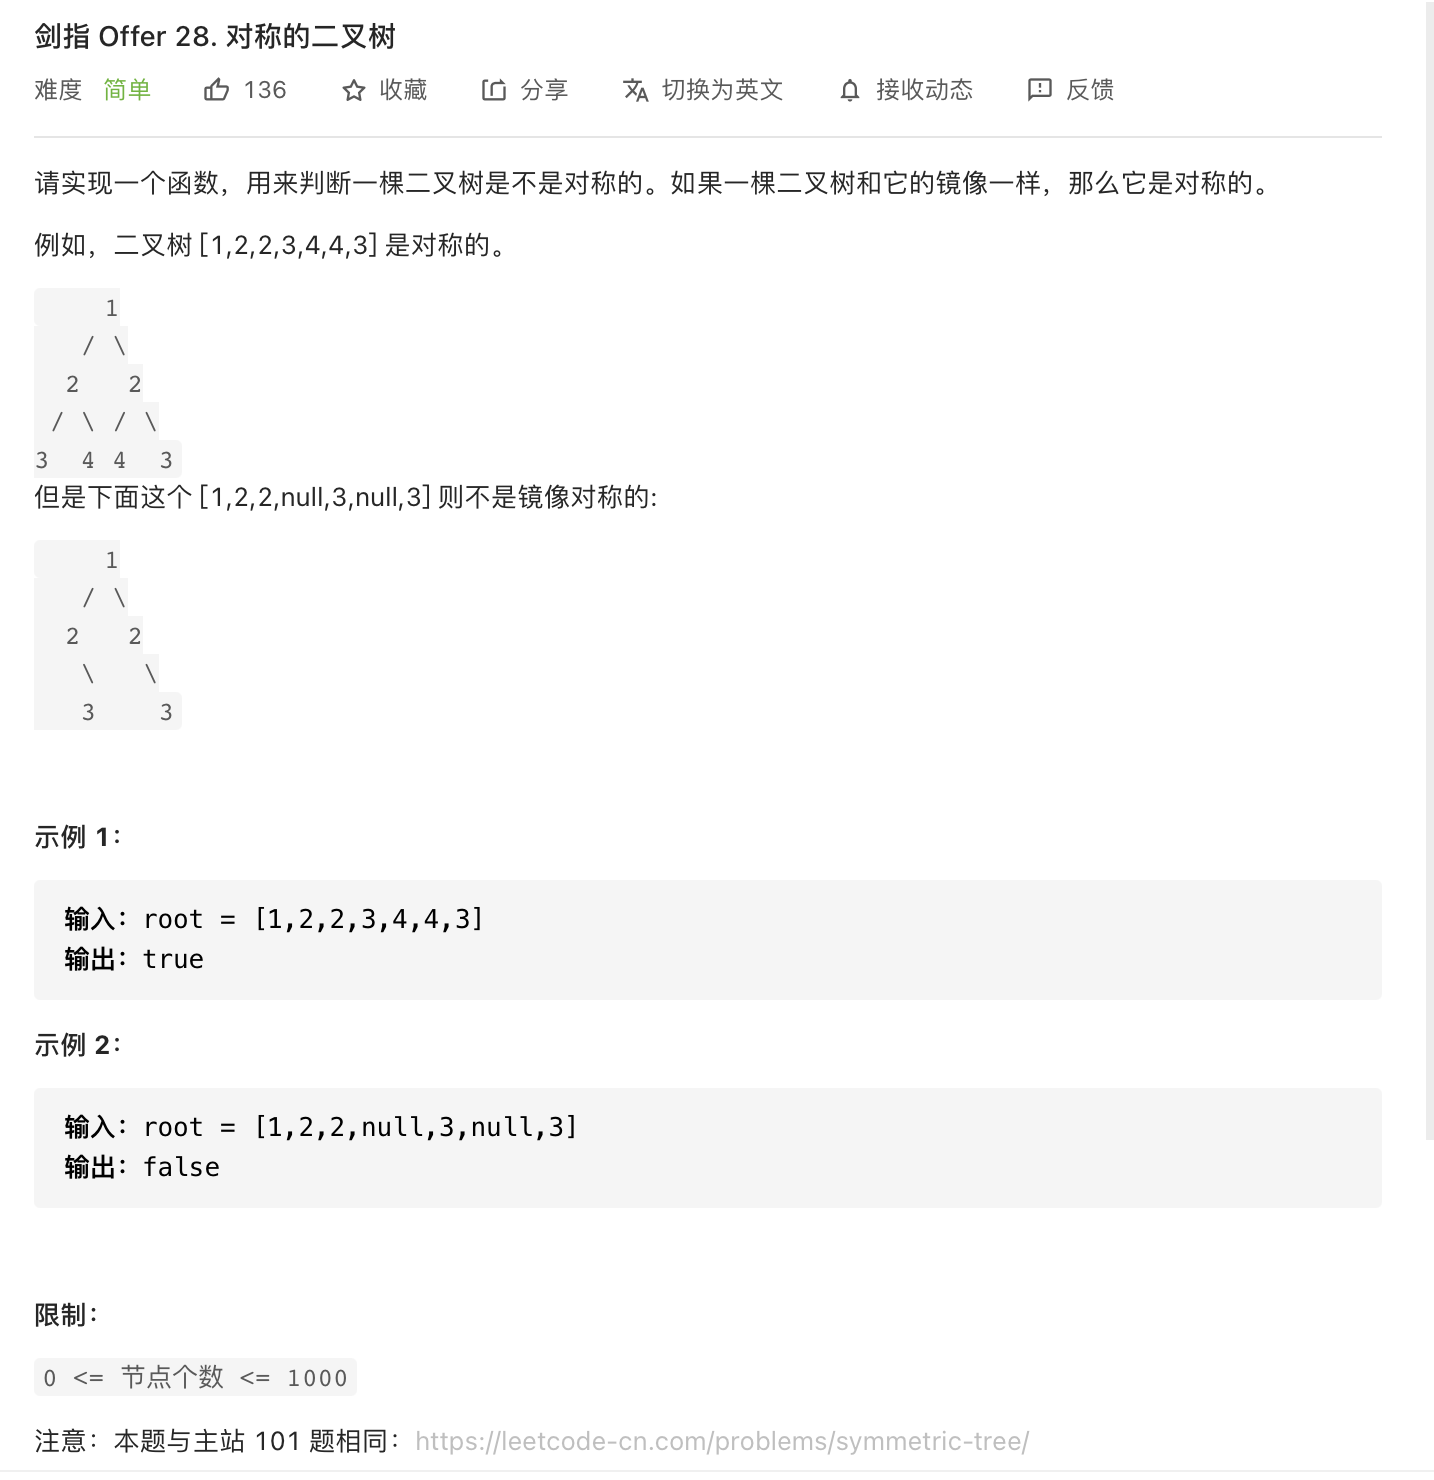 剑指 Offer 28. 对称的二叉树
难度 简单 136 收藏 分享 切换为英文 接收动态 反馈
请实现一个函数，用来判断一棵二叉树是不是对称的。如果一棵二叉树和它的镜像一样，那么它是对称的。
例如，二叉树 [1,2,2,3,4,4,3] 是对称的。
1
/ \
2 2
/ \ / \
3 4 4 3
但是下面这个 [1,2,2,null,3,null,3] 则不是镜像对称的:
1
/ \
2 2
\ \
3 3
示例 1：
输入：root = [1,2,2,3,4,4,3]
输出：true
示例 2：
输入：root = [1,2,2,null,3,null,3]
输出：false
限制：
0 <= 节点个数 <= 1000
注意：本题与主站 101 题相同：https://leetcode-cn.com/problems/symmetric-tree/